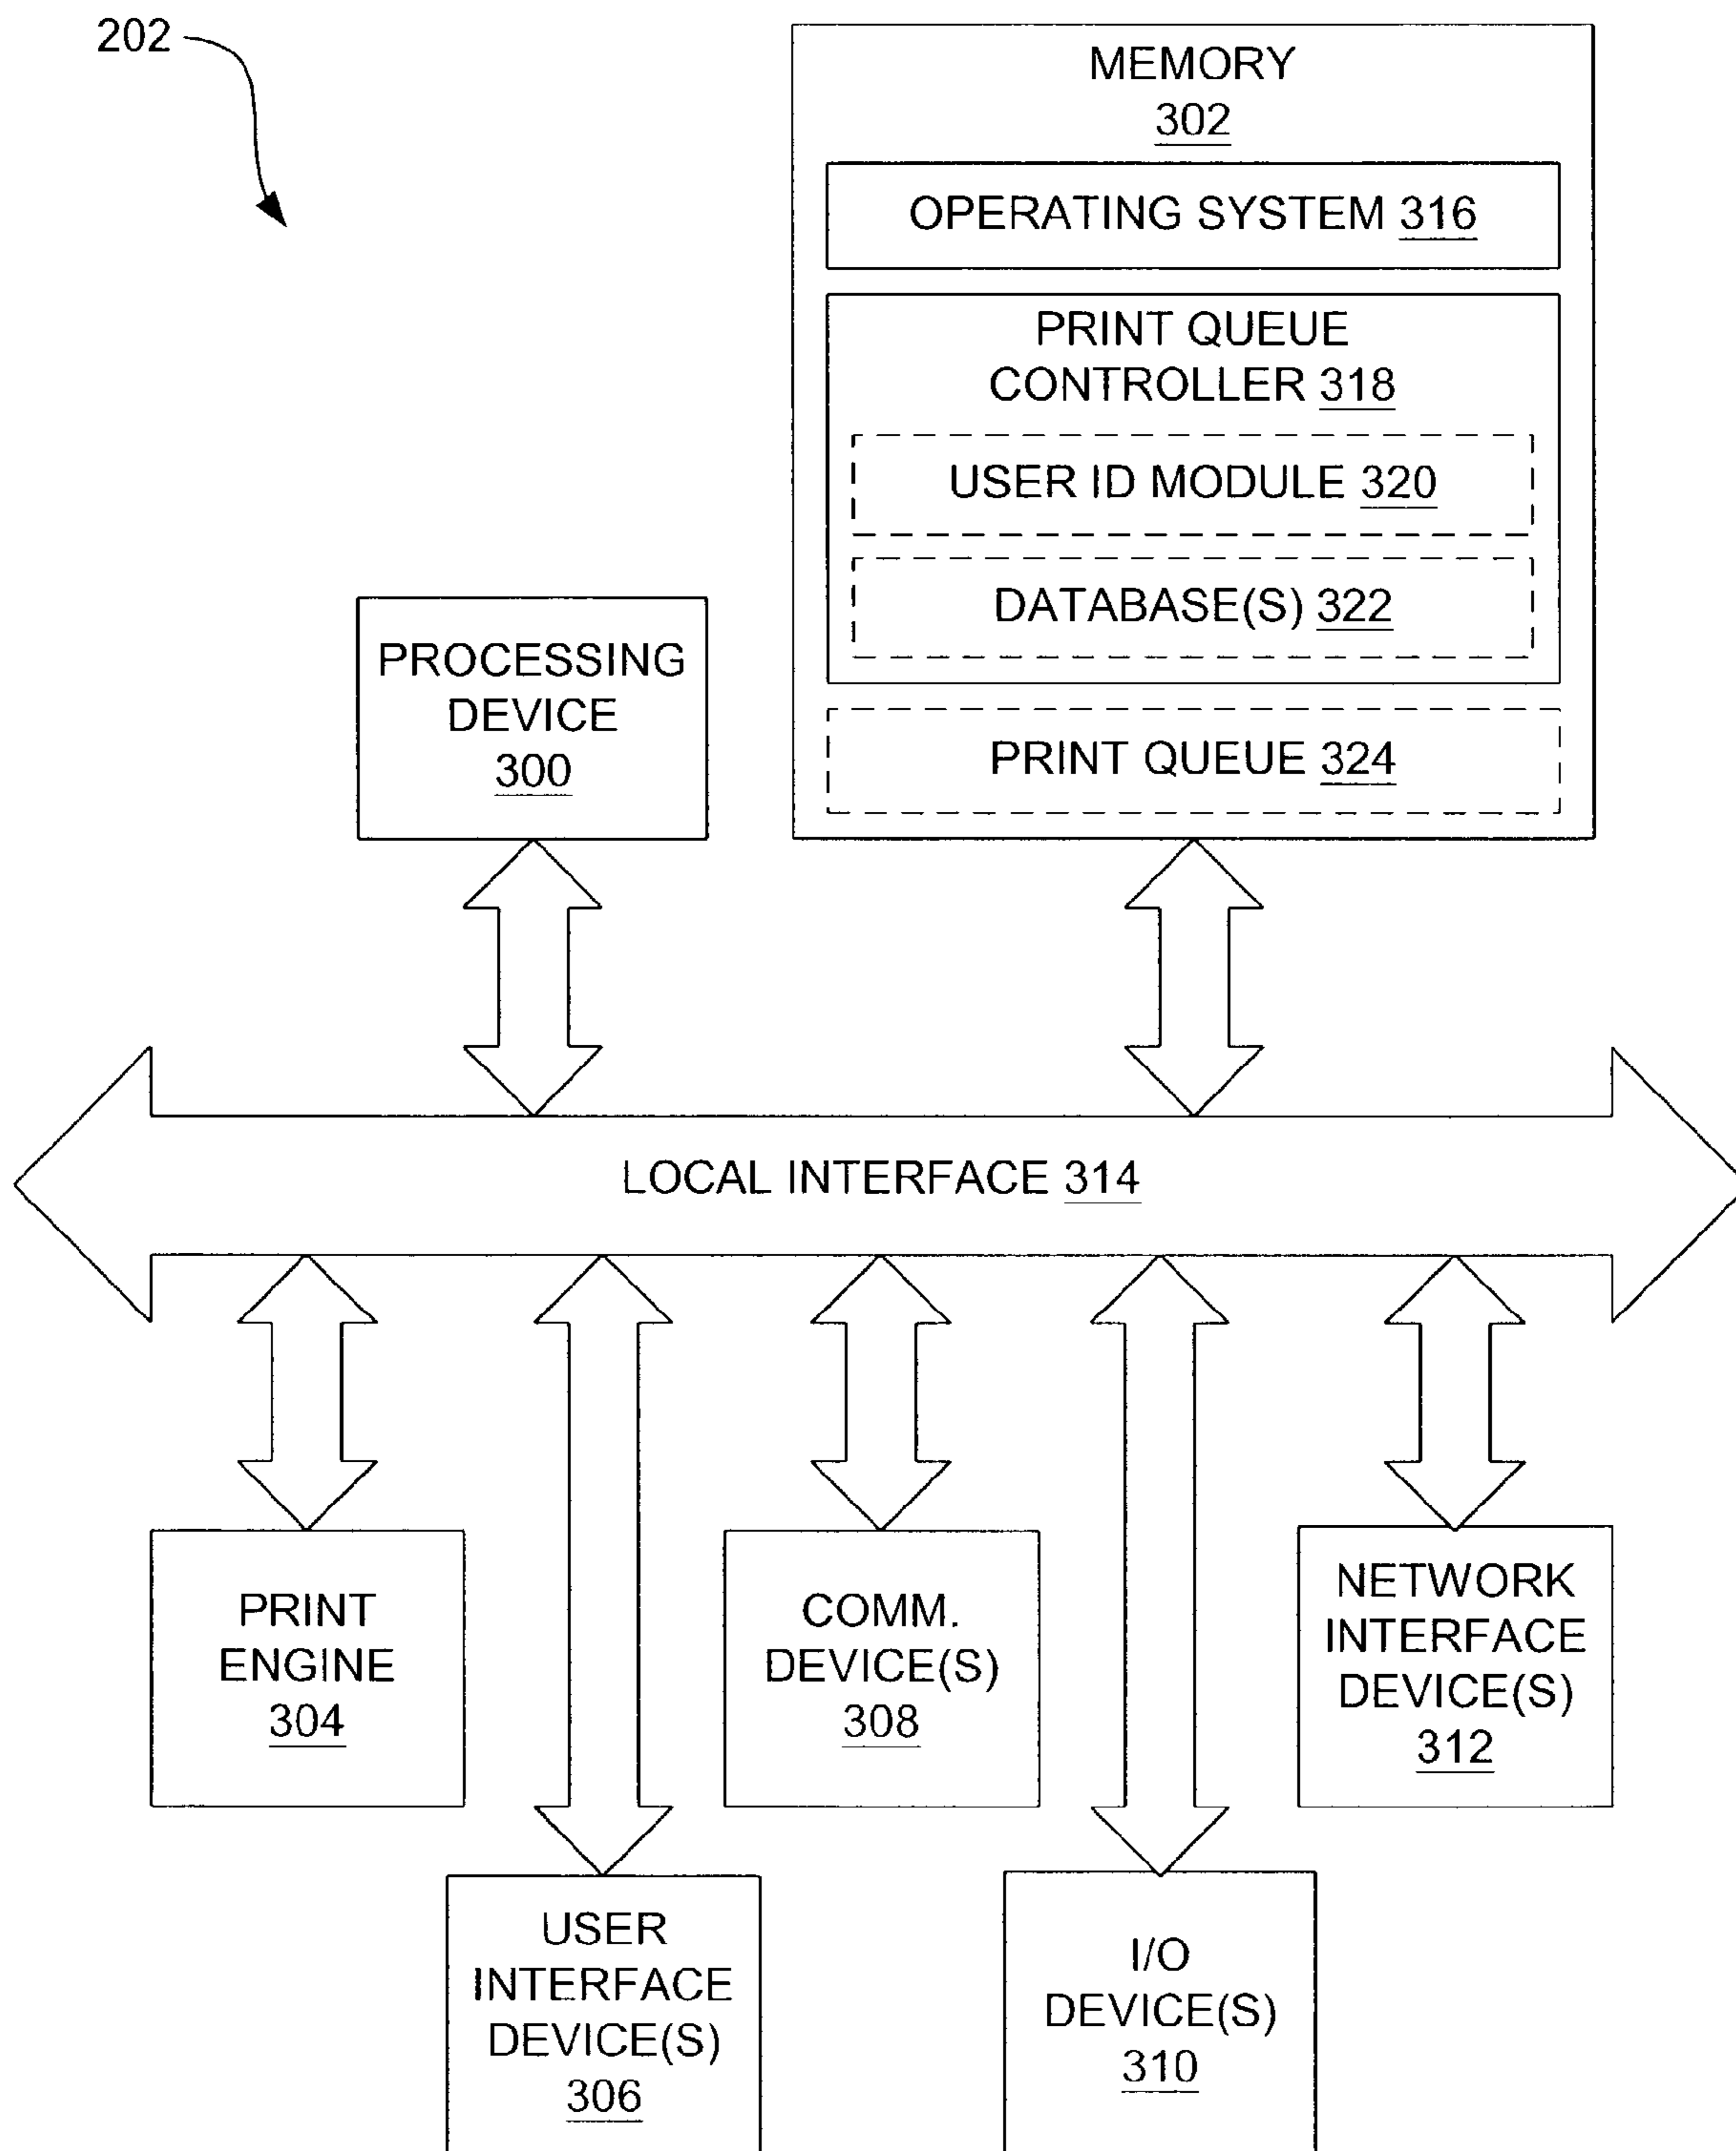 202
MEMORY
302
OPERATING SYSTEM 316
PRINT QUEUE
CONTROLLER 318
USER ID MODULE 320
DATABASE(S) 322
PRINT QUEUE 324
PROCESSING
DEVICE
300
LOCAL INTERFACE 314
PRINT
ENGINE
304
COMM.
DEVICE(S)
308
NETWORK
INTERFACE
DEVICE(S)
312
USER
INTERFACE
DEVICE(S)
306
I/O
DEVICE(S)
310